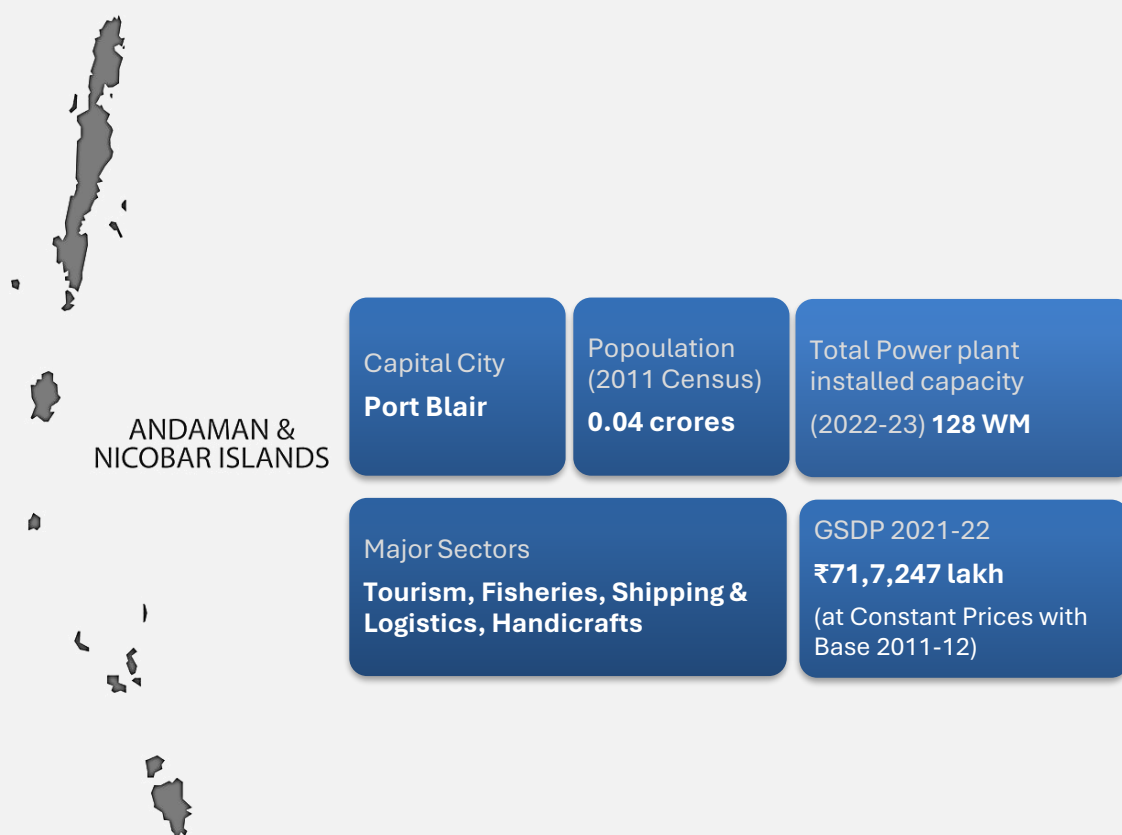 ANDAMAN &
NICOBAR ISLANDS
Capital City
Port Blair
Popoulation
(2011 Census)
0.04 crores
Total Power plant
installed capacity
(2022-23) 128 WM
Major Sectors
Tourism, Fisheries, Shipping &
Logistics, Handicrafts
GSDP 2021-22
₹71,7,247 lakh
(at Constant Prices with
Base 2011-12)